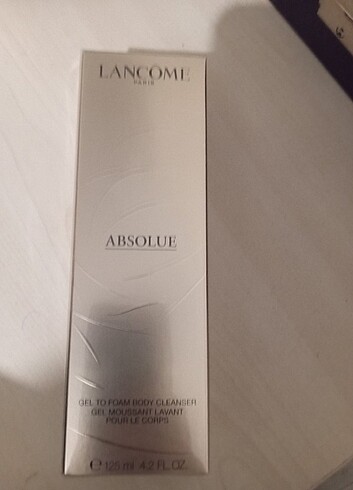 LANCÔME
PARIS
ABSOLUE
GEL TO FOAM BODY CLEANSER
GEL MOUSSANT LAVANT
POUR LE CORPS
℮ 125 ml 4.2 FL.OZ.